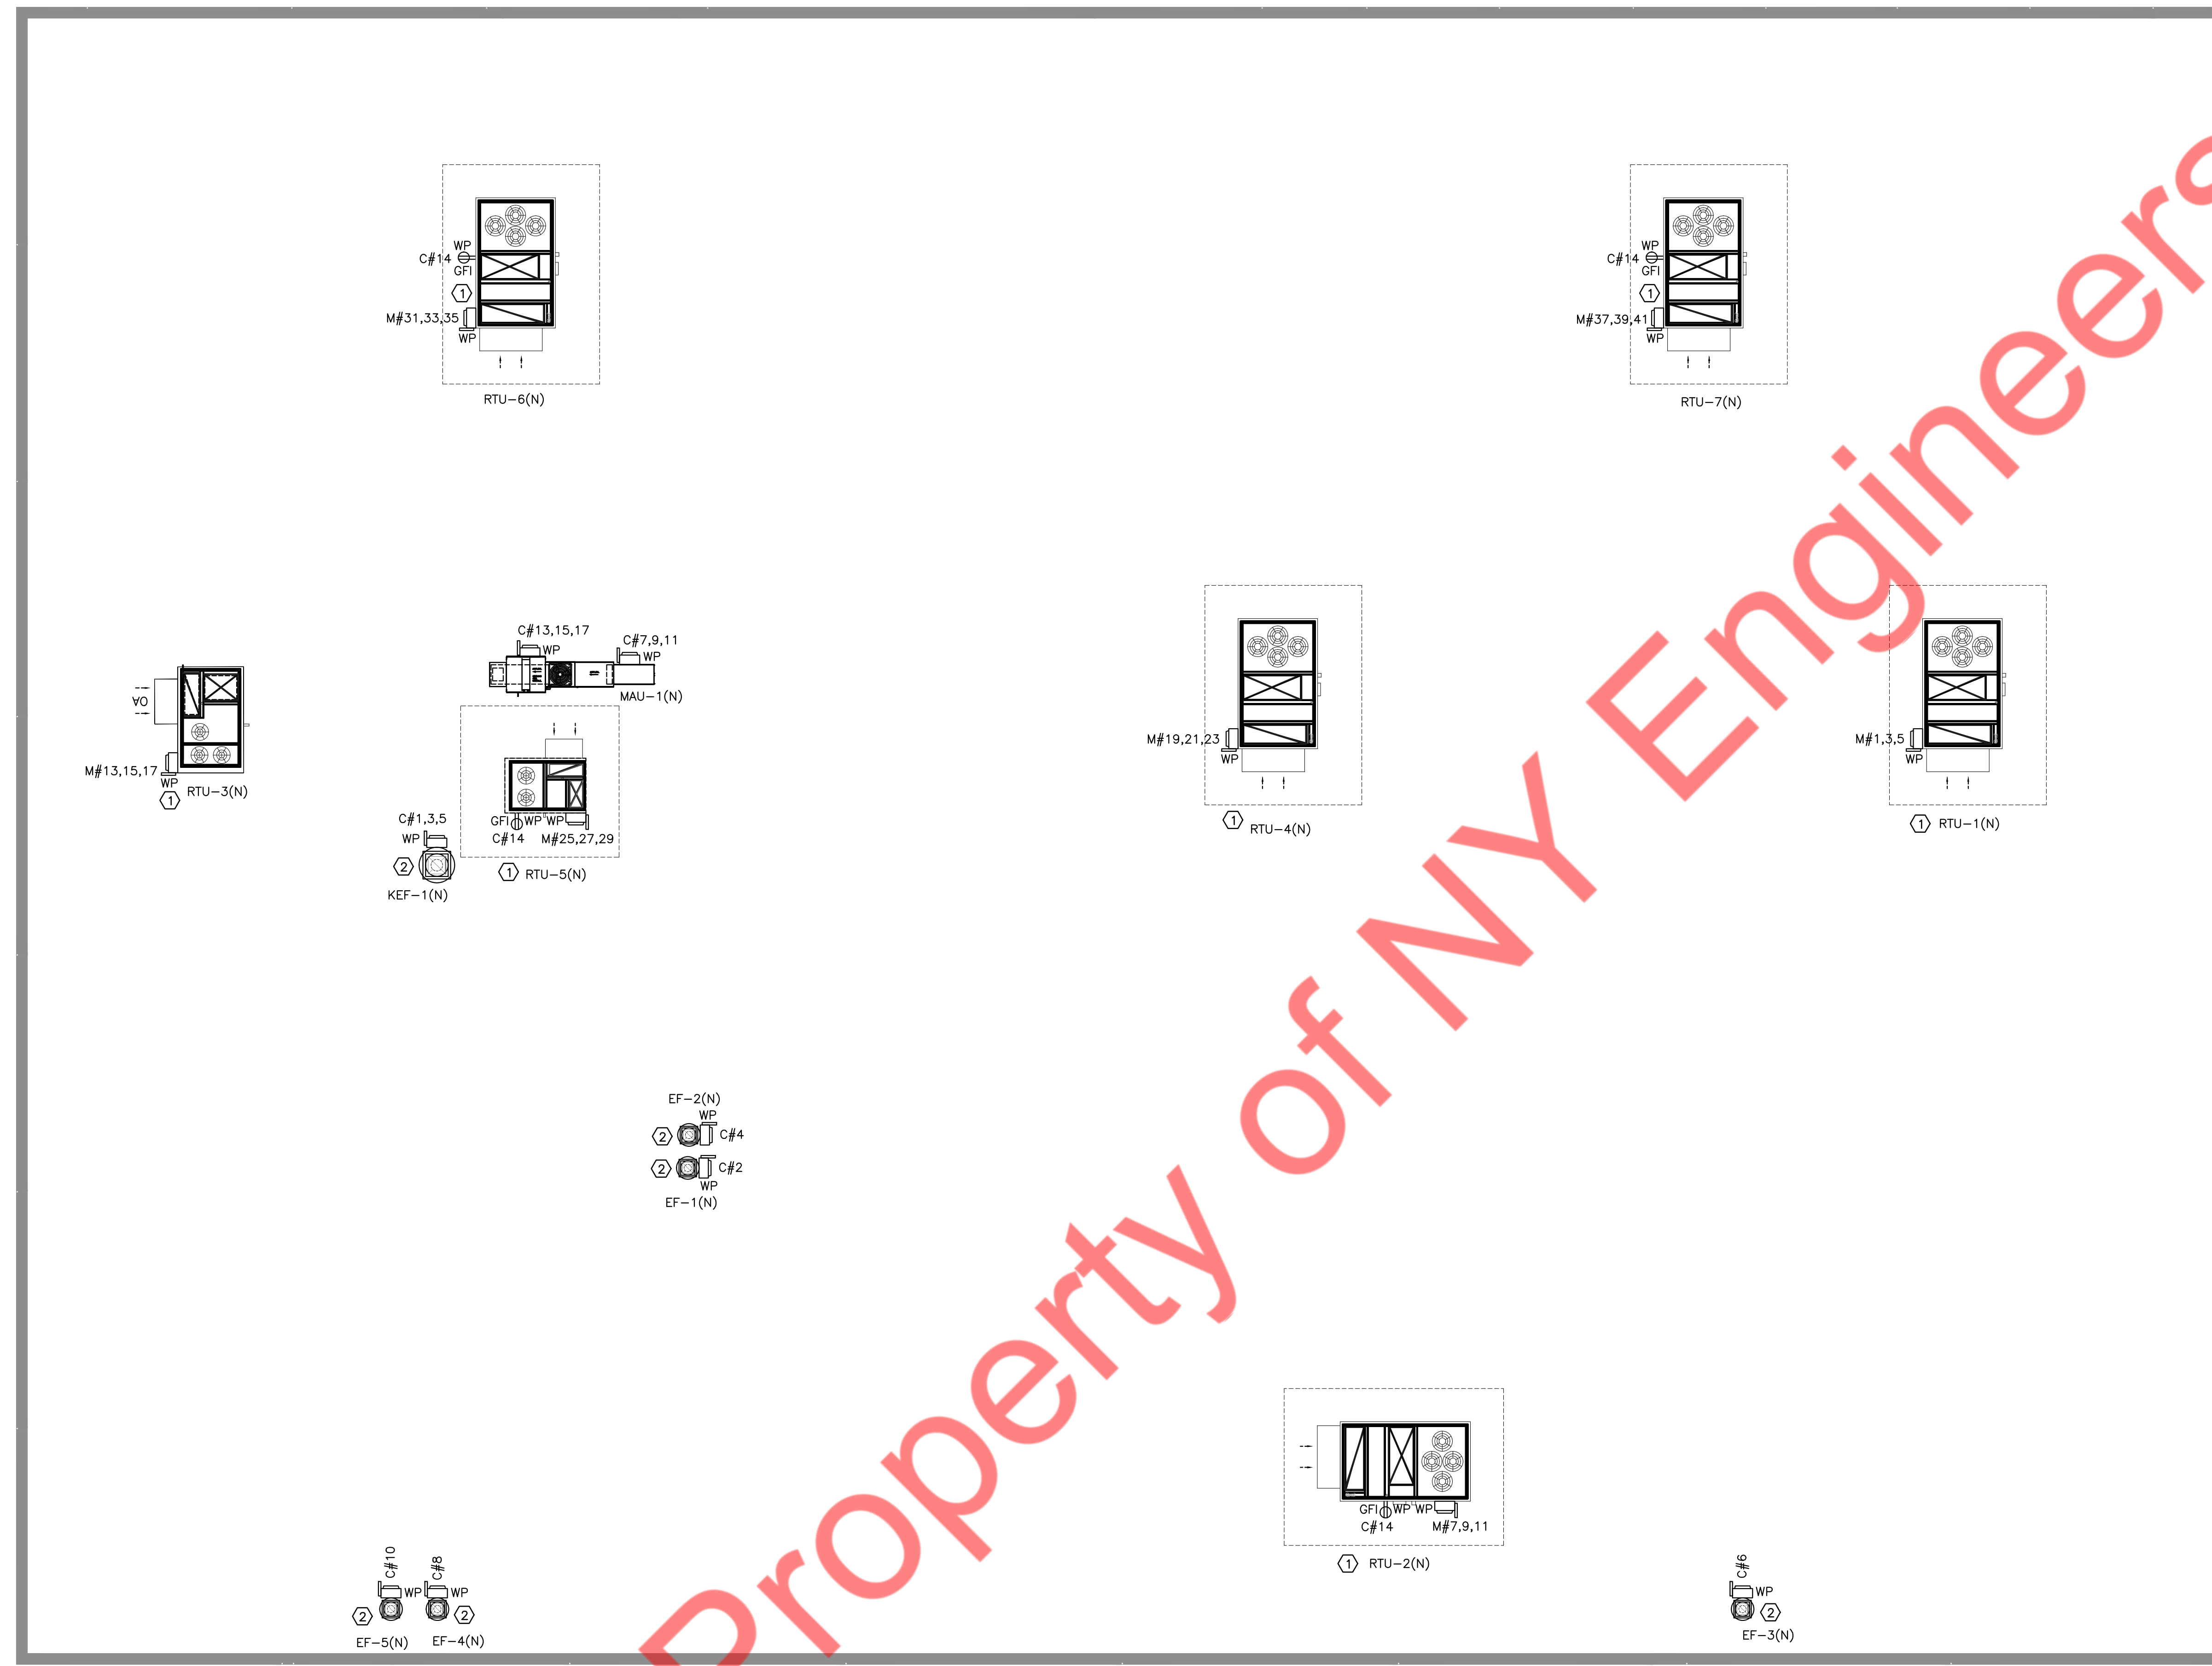 WP
C#14
GFI
1
M#31,33,35
WP
RTU-6(N)
WP
C#14
GFI
1
M#37,39,41
WP
RTU-7(N)
OA
M#13,15,17
WP
1
RTU-3(N)
C#13,15,17
WP
C#7,9,11
WP
MAU-1(N)
GFI WP WP
C#14 M#25,27,29
1 RTU-5(N)
C#1,3,5
WP
2
KEF-1(N)
M#19,21,23
WP
1 RTU-4(N)
M#1,3,5
WP
1 RTU-1(N)
EF-2(N)
WP
2 C#4
2 C#2
WP
EF-1(N)
GFI WP WP
C#14 M#7,9,11
1 RTU-2(N)
C#10
WP
2
EF-5(N)
C#8
WP
2
EF-4(N)
C#6
WP
2
EF-3(N)
Property of NY Engineers